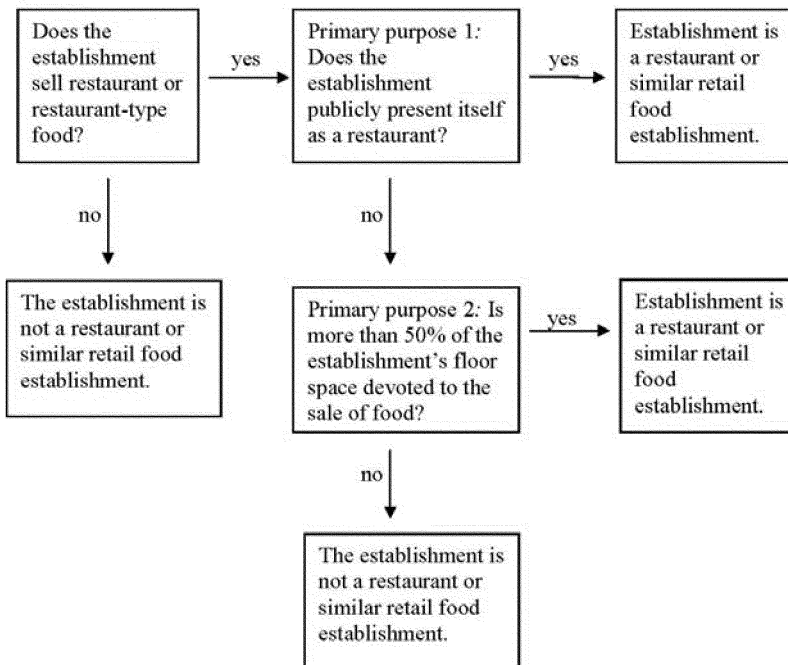 Does the
establishment
sell restaurant or
restaurant-type
food?
yes
Primary purpose 1:
Does the
establishment
publicly present itself
as a restaurant?
yes
Establishment is
a restaurant or
similar retail
food
establishment.
no
no
The establishment is
not a restaurant or
similar retail food
establishment.
Primary purpose 2: Is
more than 50% of the
establishment’s floor
space devoted to the
sale of food?
yes
Establishment is
a restaurant or
similar retail
food
establishment.
no
The establishment is
not a restaurant or
similar retail food
establishment.